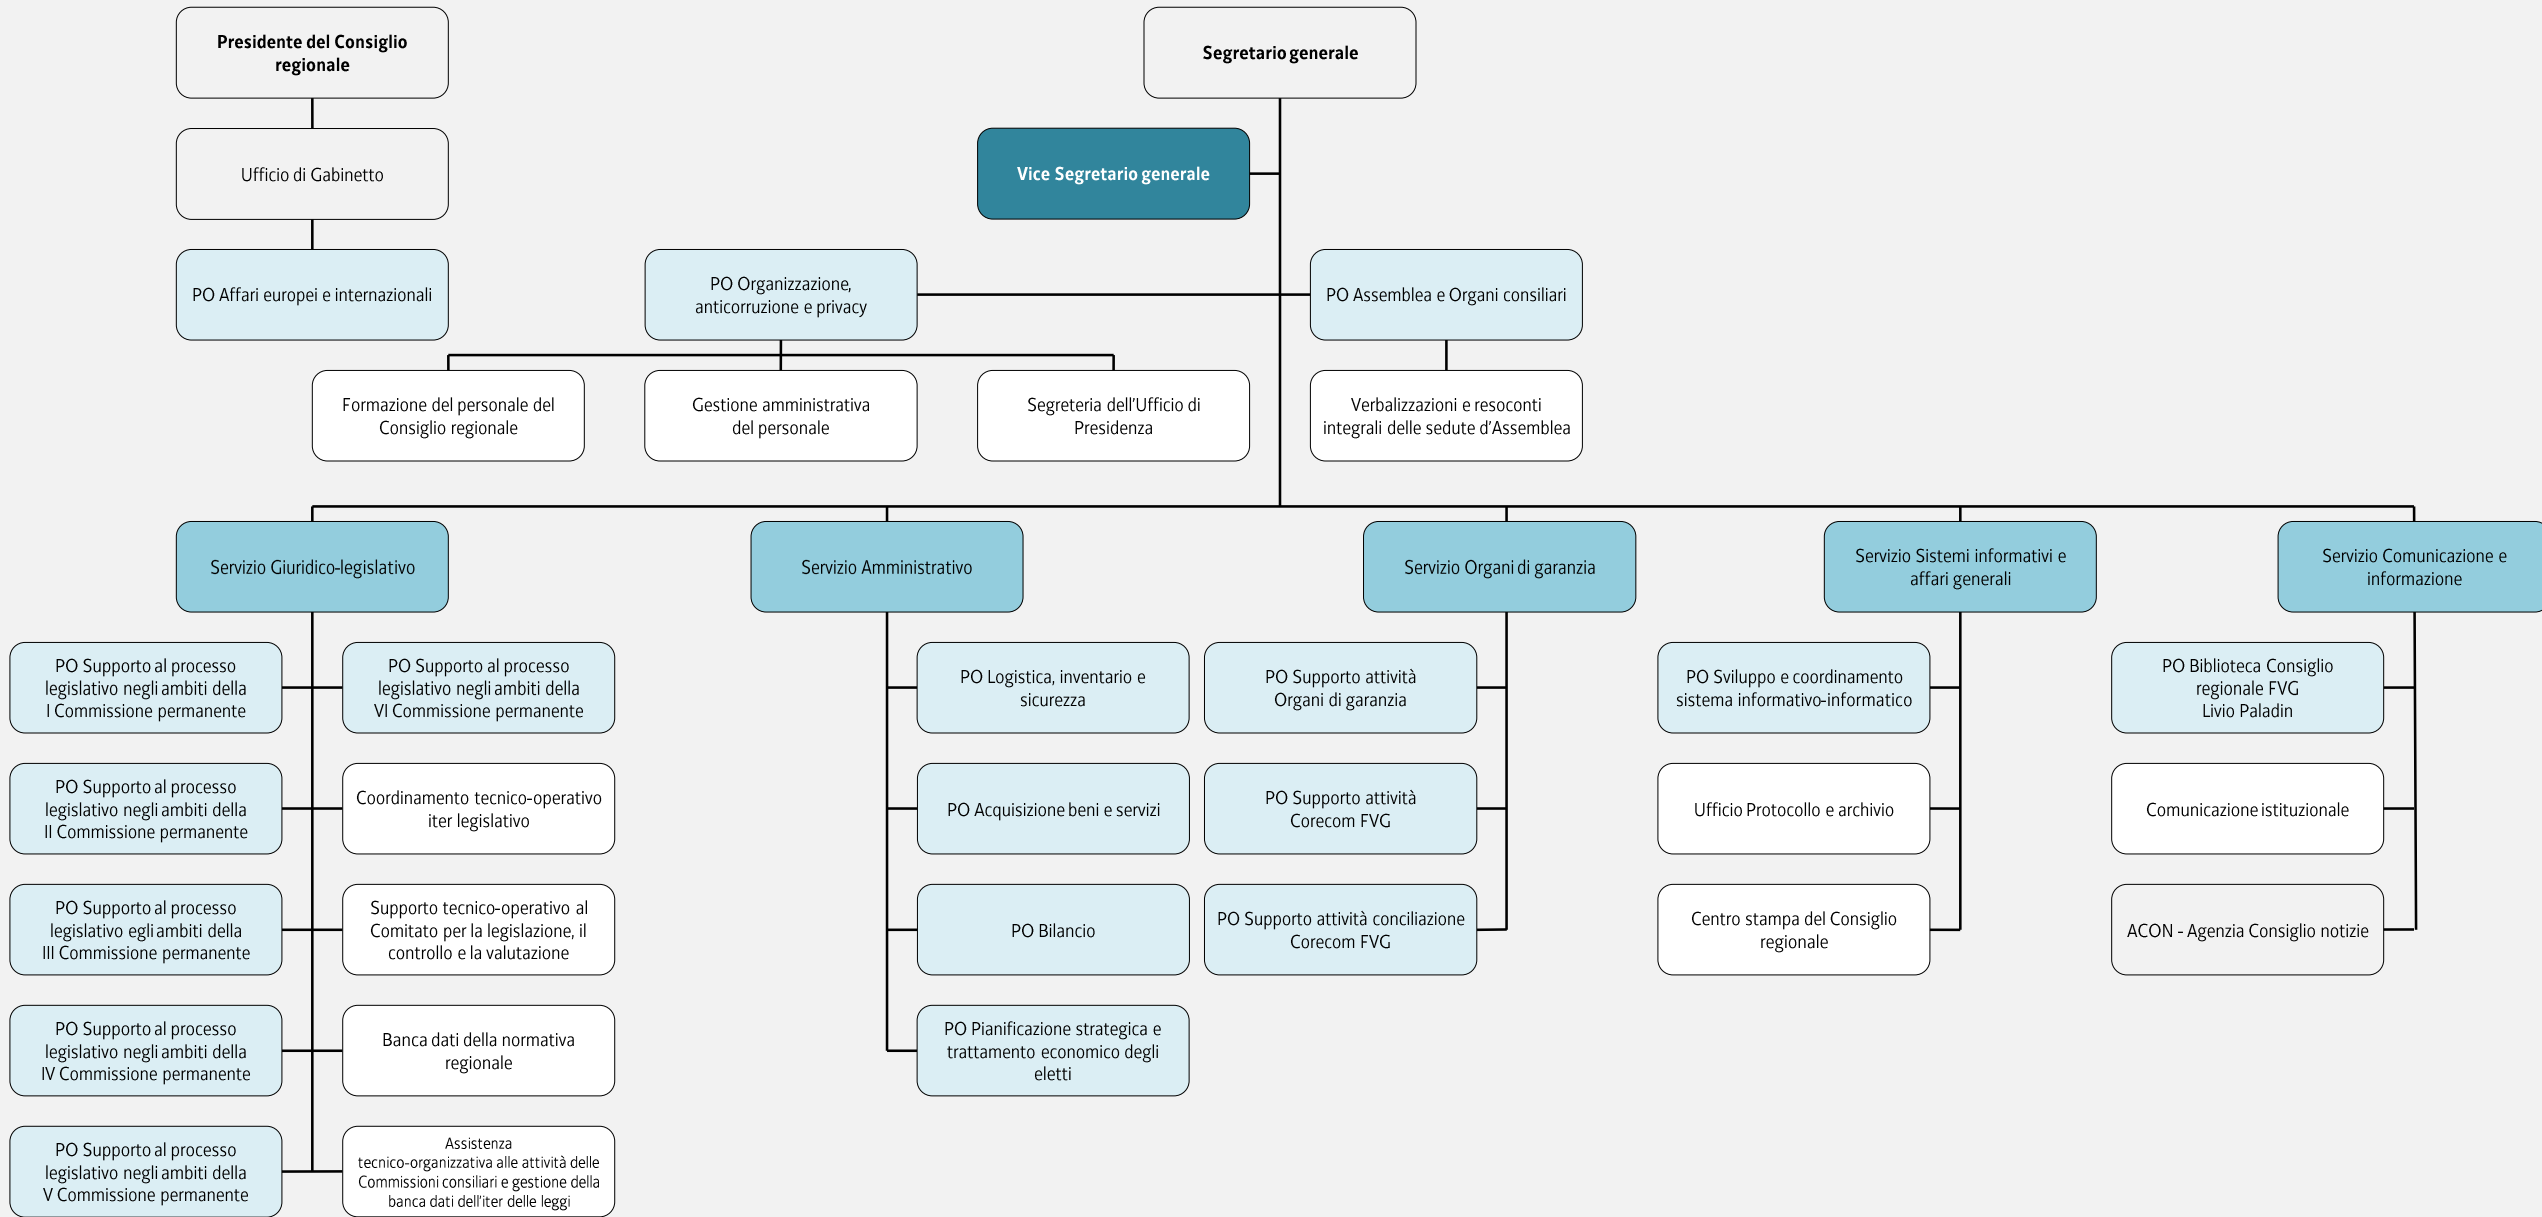 Presidente del Consiglio
regionale
Segretario generale
Ufficio di Gabinetto
Vice Segretario generale
PO Affari europei e internazionali
PO Organizzazione,
anticorruzione e privacy
PO Assemblea e Organi consiliari
Formazione del personale del
Consiglio regionale
Gestione amministrativa
del personale
Segreteria dell'Ufficio di
Presidenza
Verbalizzazioni e resoconti
integrali delle sedute d'Assemblea
Servizio Giuridico-legislativo
Servizio Amministrativo
Servizio Organi di garanzia
Servizio Sistemi informativi e
affari generali
Servizio Comunicazione e
informazione
PO Supporto al processo
legislativo negli ambiti della
I Commissione permanente
PO Supporto al processo
legislativo negli ambiti della
VI Commissione permanente
PO Logistica, inventario e
sicurezza
PO Supporto attività
Organi di garanzia
PO Sviluppo e coordinamento
sistema informativo-informatico
PO Biblioteca Consiglio
regionale FVG
Livio Paladin
PO Supporto al processo
legislativo negli ambiti della
II Commissione permanente
Coordinamento tecnico-operativo
iter legislativo
PO Acquisizione beni e servizi
PO Supporto attività
Corecom FVG
Ufficio Protocollo e archivio
Comunicazione istituzionale
PO Supporto al processo
legislativo egli ambiti della
III Commissione permanente
Supporto tecnico-operativo al
Comitato per la legislazione, il
controllo e la valutazione
PO Bilancio
PO Supporto attività conciliazione
Corecom FVG
Centro stampa del Consiglio
regionale
ACON - Agenzia Consiglio notizie
PO Supporto al processo
legislativo negli ambiti della
IV Commissione permanente
Banca dati della normativa
regionale
PO Pianificazione strategica e
trattamento economico degli
eletti
PO Supporto al processo
legislativo negli ambiti della
V Commissione permanente
Assistenza
tecnico-organizzativa alle attività delle
Commissioni consiliari e gestione della
banca dati dell'iter delle leggi